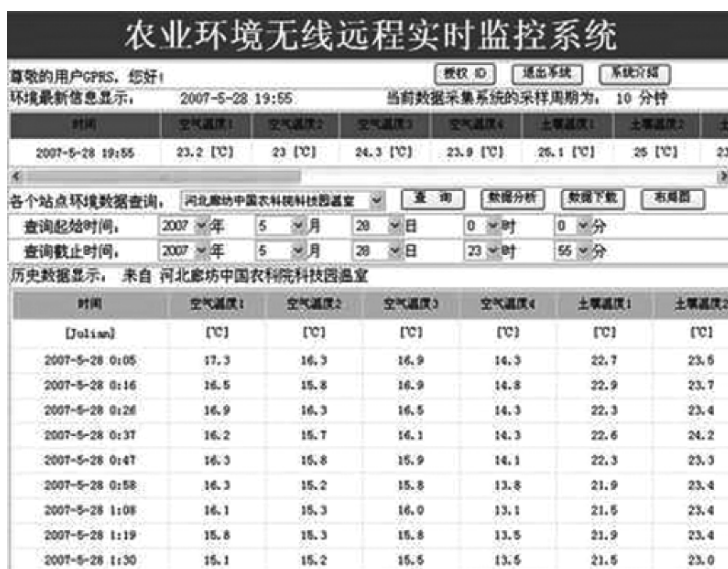 农业环境无线远程实时监控系统
尊敬的用户GPRS，您好！ 授权 ID 退出系统 系统介绍
环境最新信息显示， 2007-5-28 19:55 当前数据采集系统的采样周期为， 10 分钟
时间 空气温度1 空气温度2 空气温度3 空气温度4 土壤温度1 土壤温度2
2007-5-28 19:55 23.2 [℃] 23 [℃] 24.3 [℃] 23.9 [℃] 25.1 [℃] 25 [℃] 23
各个站点环境数据查询， 河北廊坊中国农科院科技园温室 查 询 数据分析 数据下载 布局图
查询起始时间， 2007 年 5 月 28 日 0 时 0 分
查询截止时间， 2007 年 5 月 28 日 23 时 55 分
历史数据显示， 来自 河北廊坊中国农科院科技园温室
时间 空气温度1 空气温度2 空气温度3 空气温度4 土壤温度1 土壤温度
[Julian] [℃] [℃] [℃] [℃] [℃] [℃]
2007-5-28 0:05 17.3 16.3 16.9 14.3 22.7 23.5
2007-5-28 0:16 16.5 15.8 16.9 14.8 22.9 23.7
2007-5-28 0:26 16.9 16.3 16.5 14.3 22.3 23.4
2007-5-28 0:37 16.2 15.7 16.1 14.3 22.6 24.2
2007-5-28 0:47 16.3 15.8 15.9 14.1 22.3 23.3
2007-5-28 0:58 16.3 15.2 15.8 13.8 21.9 23.4
2007-5-28 1:08 16.1 15.3 16.0 13.1 21.5 23.4
2007-5-28 1:19 15.8 15.3 15.8 13.5 21.9 23.4
2007-5-28 1:30 15.1 15.2 15.5 13.5 21.5 23.0